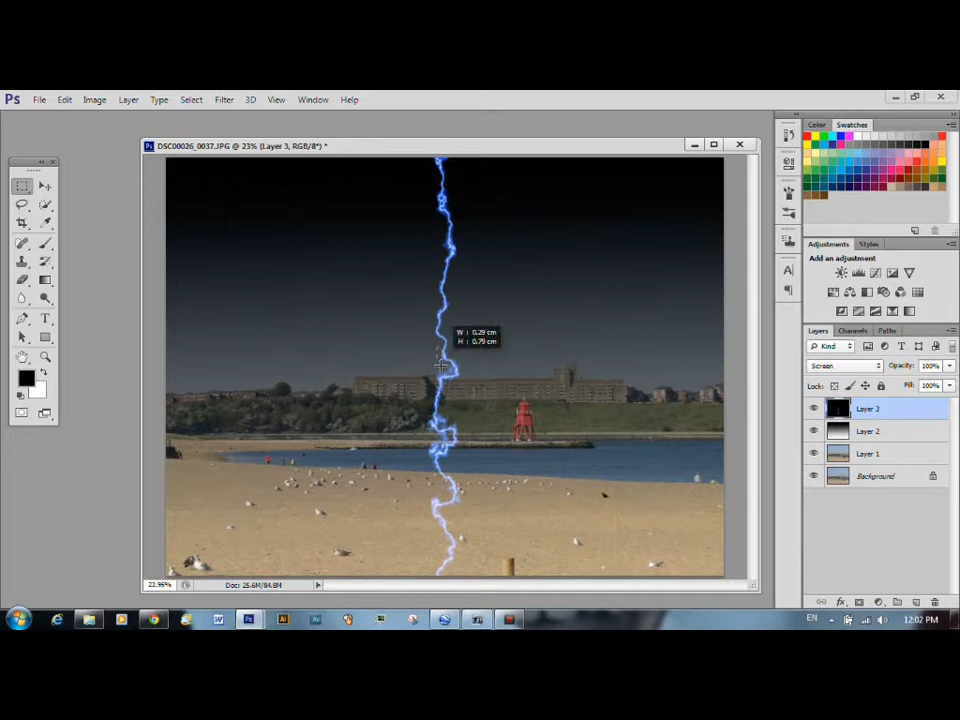 Ps File Edit Image Layer Type Select Filter 3D View Window Help
DSC00026_0037.JPG @ 23% (Layer 3, RGB/8*) *
W : 0.29 cm
H : 0.79 cm
22.96%
Doc: 25.6M/84.8M
Color Swatches
Adjustments Styles
Add an adjustment
Layers Channels Paths
Kind
Screen Opacity: 100%
Lock: Fill: 100%
Layer 3
Layer 2
Layer 1
Background
fx
EN 12:02 PM